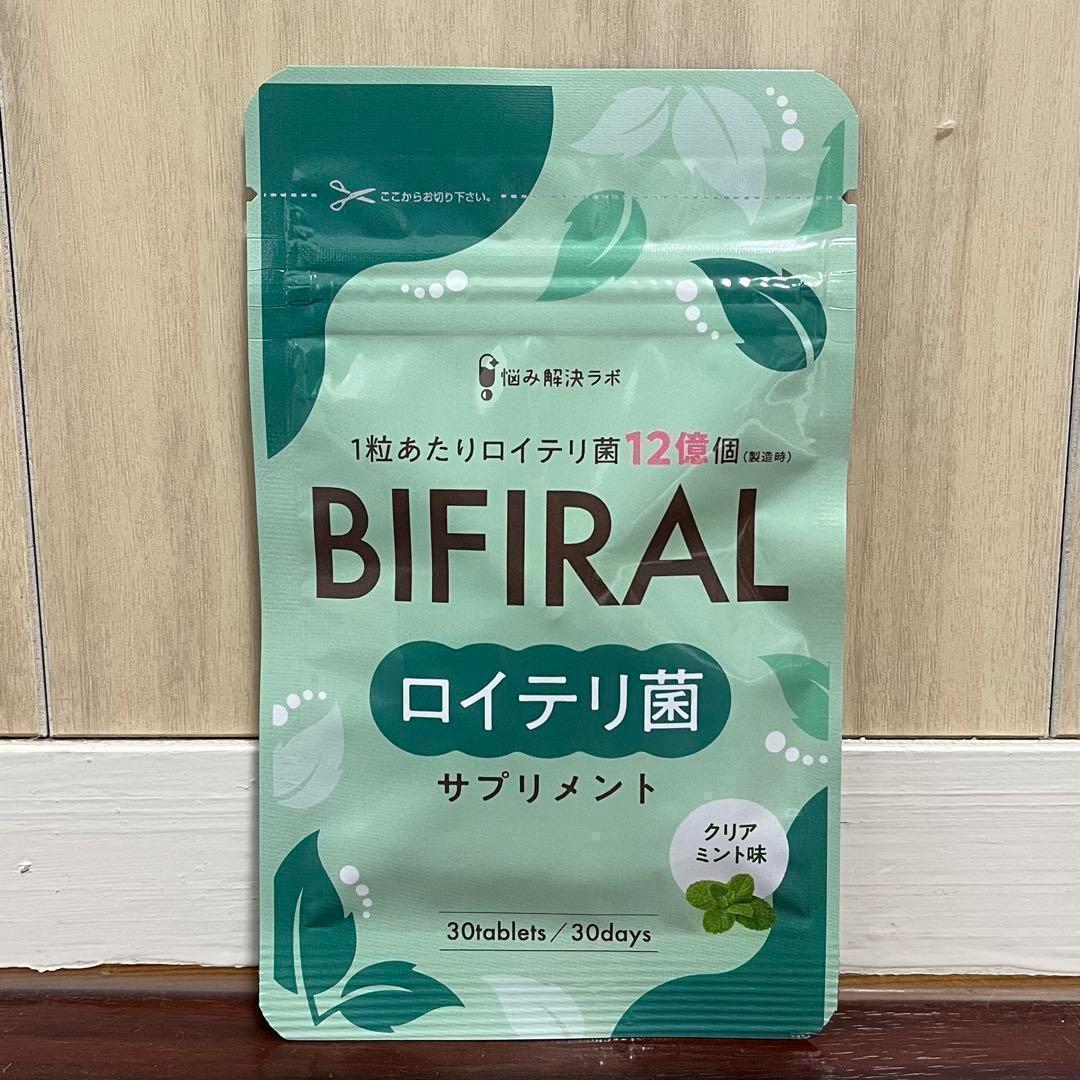 ここからお切り下さい。
悩み解決ラボ
1粒あたりロイテリ菌12億個(製造時)
BIFIRAL
ロイテリ菌
サプリメント
クリア
ミント味
30tablets/30days